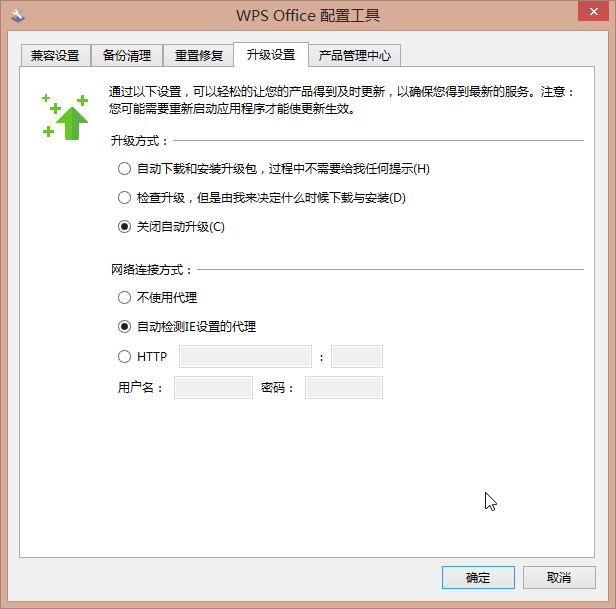 WPS Office 配置工具
兼容设置 备份清理 重置修复 升级设置 产品管理中心
通过以下设置，可以轻松的让您的产品得到及时更新，以确保您得到最新的服务。注意：
您可能需要重新启动应用程序才能使更新生效。
升级方式：
自动下载和安装升级包，过程中不需要给我任何提示(H)
检查升级，但是由我来决定什么时候下载与安装(D)
关闭自动升级(C)
网络连接方式：
不使用代理
自动检测IE设置的代理
HTTP :
用户名： 密码：
确定 取消